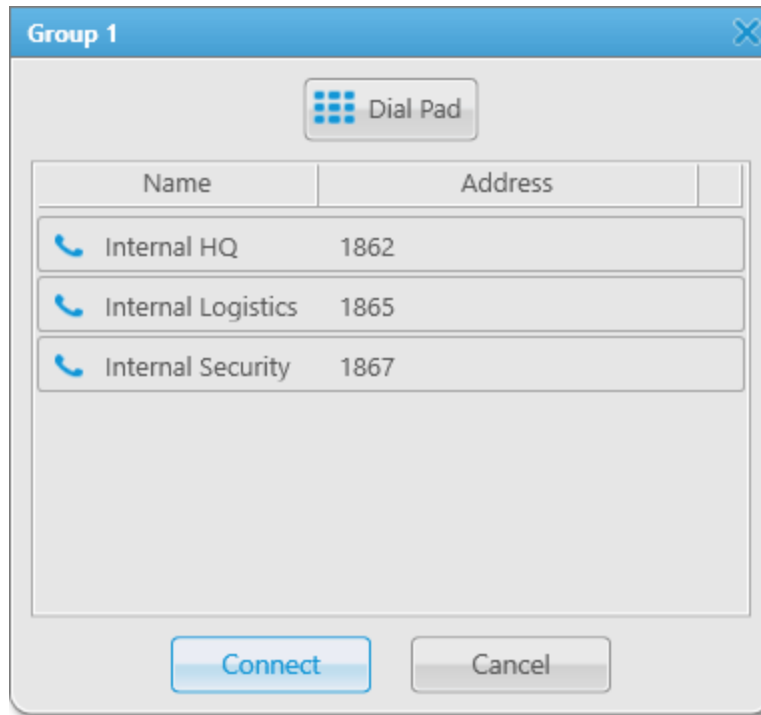 Group 1
Dial Pad
Name Address
Internal HQ 1862
Internal Logistics 1865
Internal Security 1867
Connect Cancel